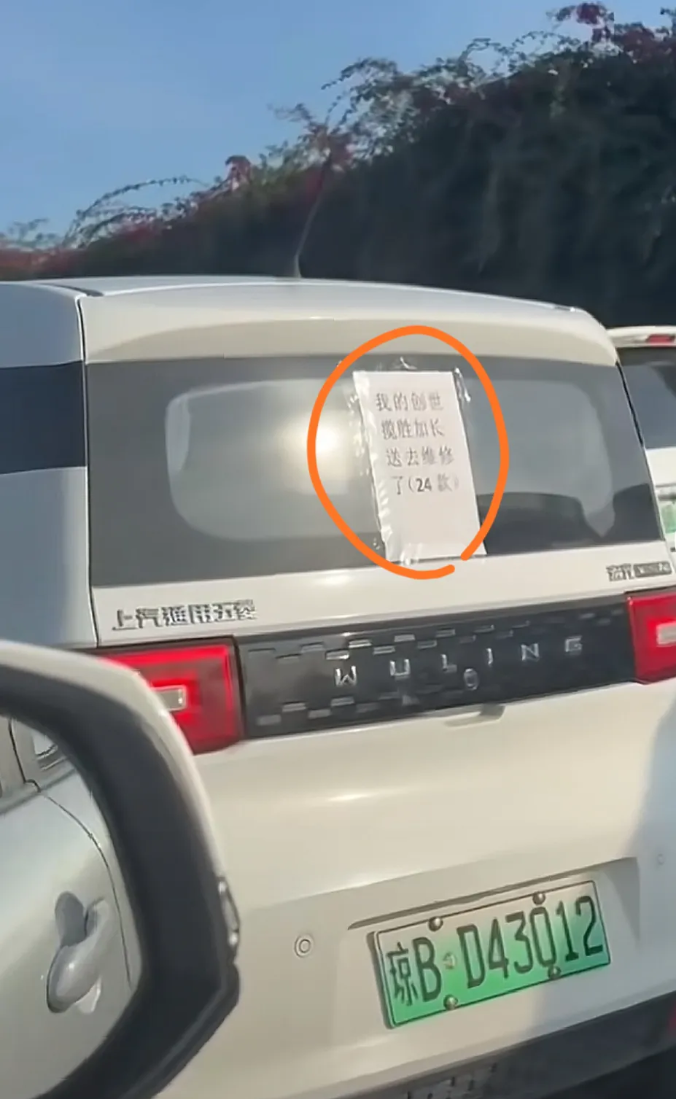 我的创世
揽胜加长
送去维修
了(24款)
上汽通用五菱
WULING
琼B·D43012